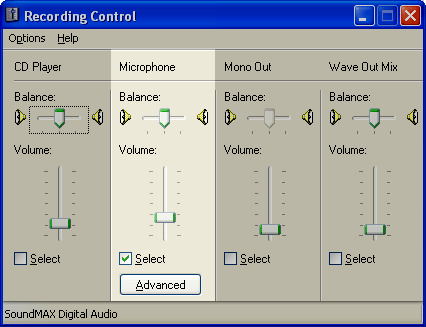 Recording Control
Options Help
CD Player Microphone Mono Out Wave Out Mix
Balance: Balance: Balance: Balance:
Volume: Volume: Volume: Volume:
Select Select Select Select
Advanced
SoundMAX Digital Audio